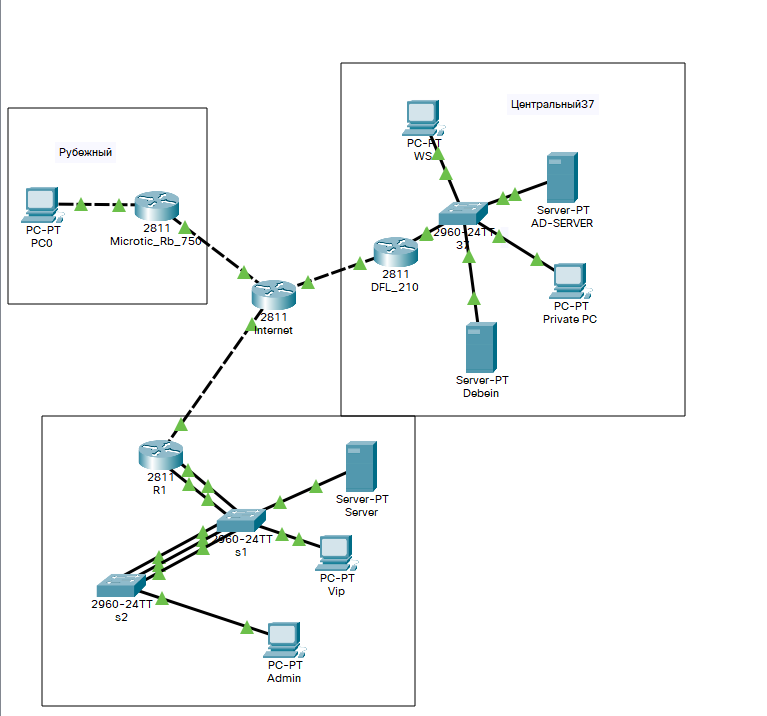 Рубежный
PC-PT
PC0
2811
Microtic_Rb_750
Центральный37
PC-PT
WS
Server-PT
AD-SERVER
2960-24TT
37
PC-PT
Private PC
2811
DFL_210
Server-PT
Debein
2811
Internet
2811
R1
Server-PT
Server
960-24TT
s1
PC-PT
Vip
2960-24TT
s2
PC-PT
Admin